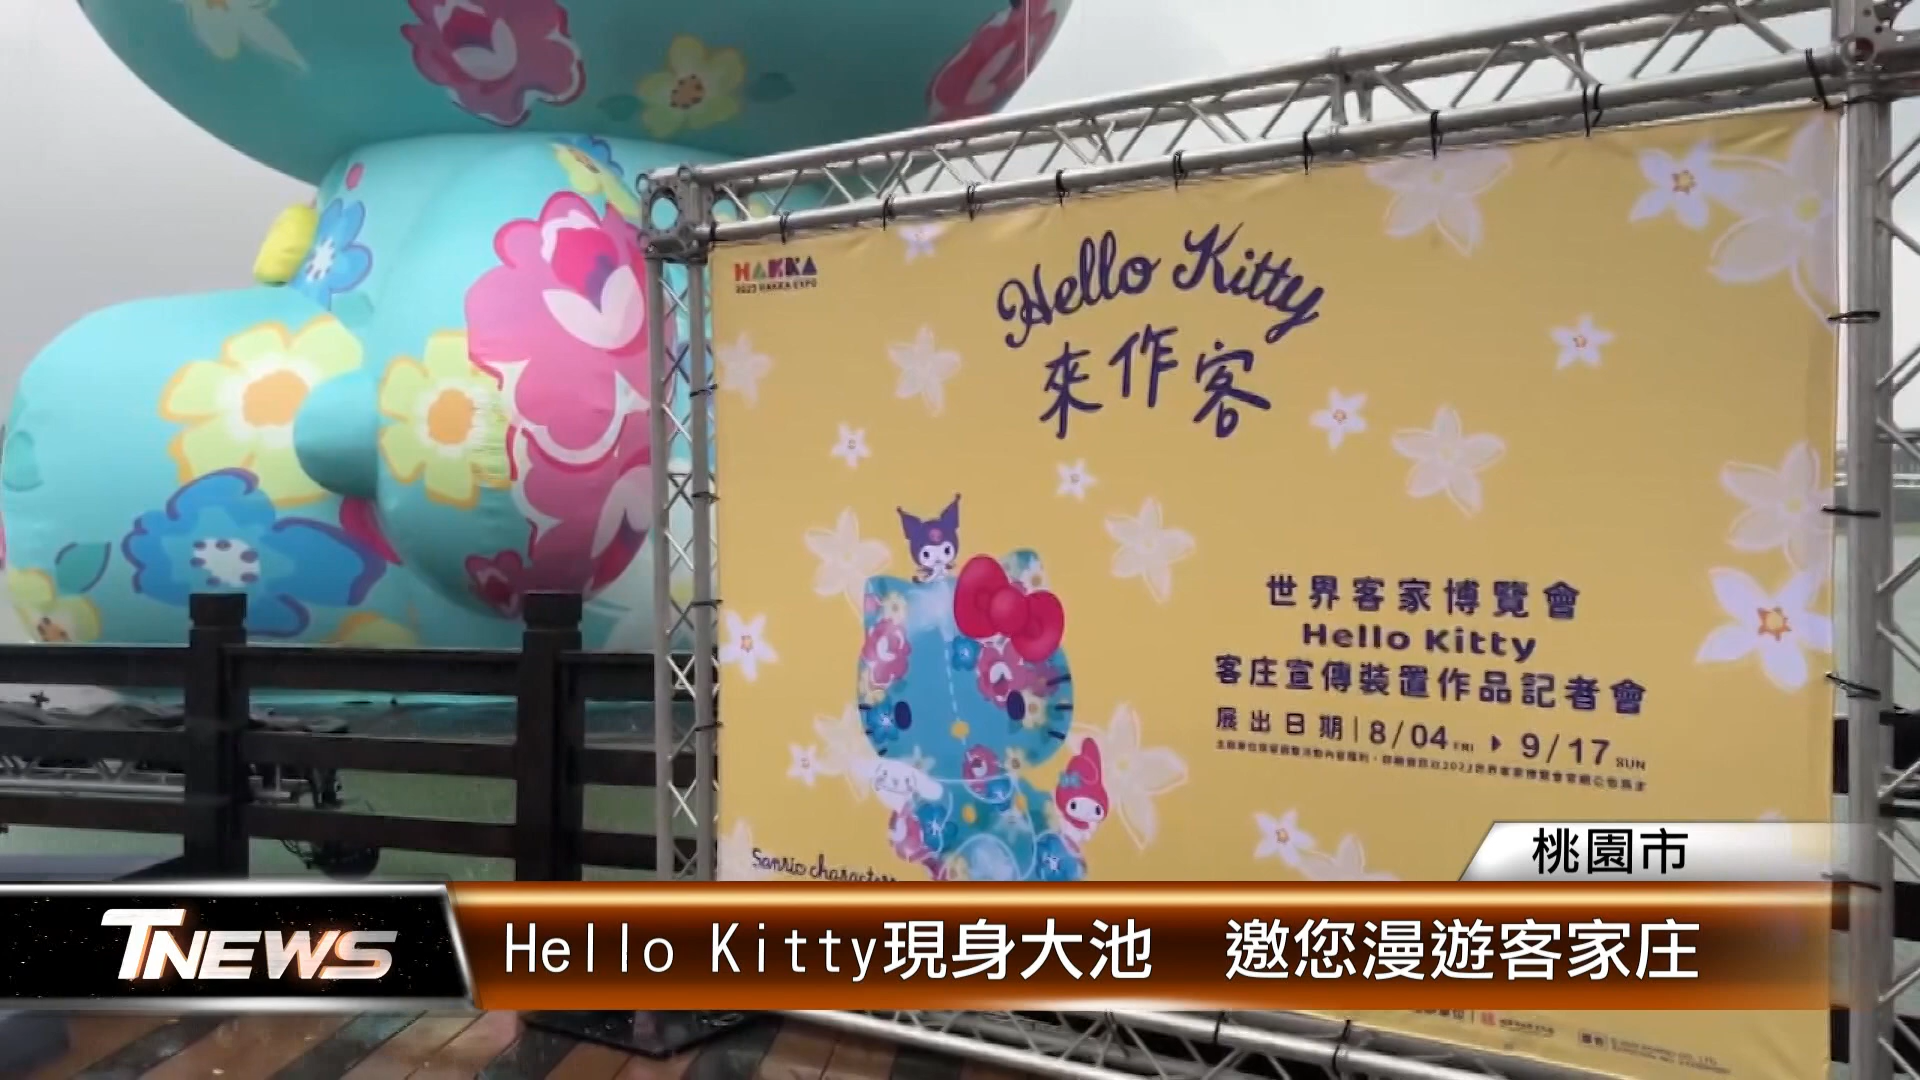 HAKKA
2023 HAKKA EXPO
Hello Kitty
來作客
世界客家博覽會
Hello Kitty
客庄宣傳裝置作品記者會
展出日期 | 8/04 FRI ▶ 9/17 SUN
Sanrio characters
桃園市
TNEWS
Hello Kitty現身大池 邀您漫遊客家庄